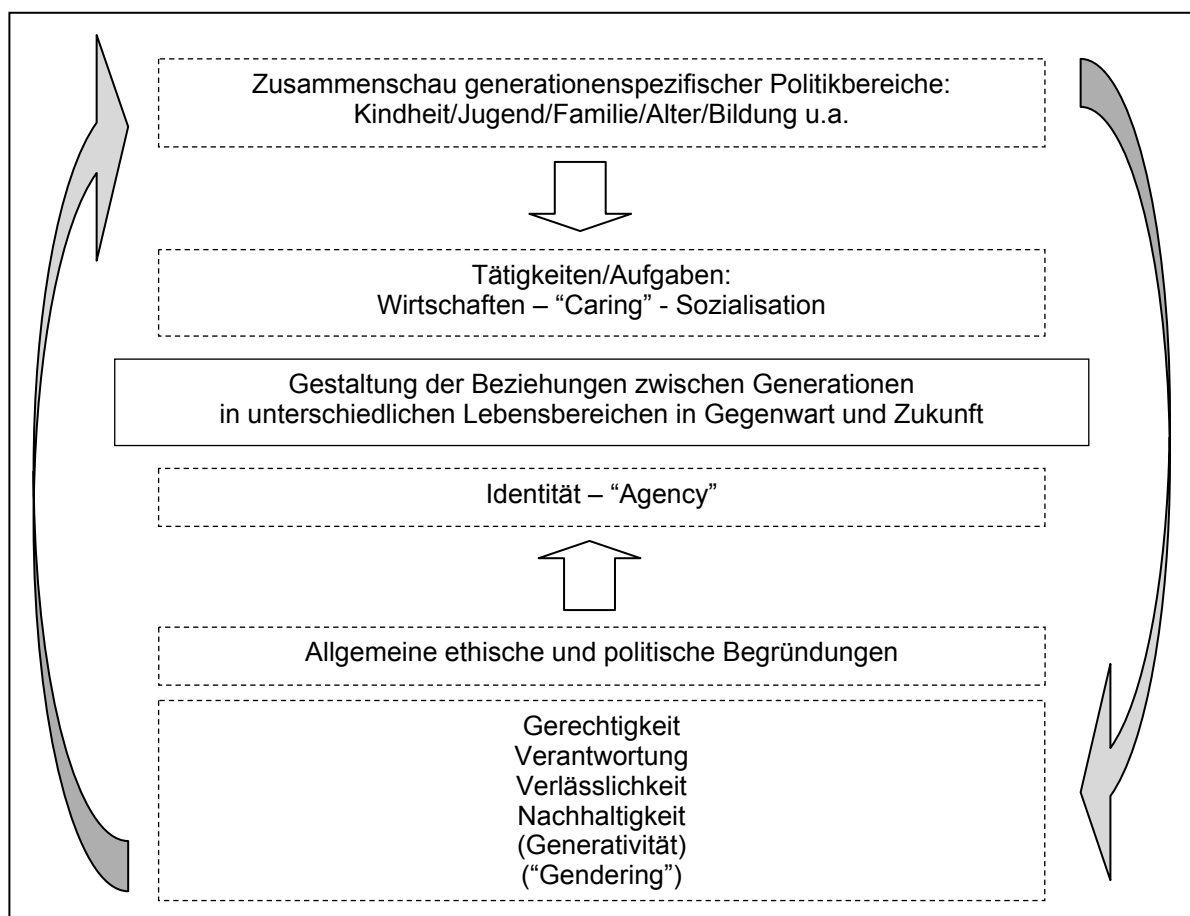 Zusammenschau generationenspezifischer Politikbereiche:
Kindheit/Jugend/Familie/Alter/Bildung u.a.
Tätigkeiten/Aufgaben:
Wirtschaften – “Caring” - Sozialisation
Gestaltung der Beziehungen zwischen Generationen
in unterschiedlichen Lebensbereichen in Gegenwart und Zukunft
Identität – “Agency”
Allgemeine ethische und politische Begründungen
Gerechtigkeit
Verantwortung
Verlässlichkeit
Nachhaltigkeit
(Generativität)
(“Gendering”)